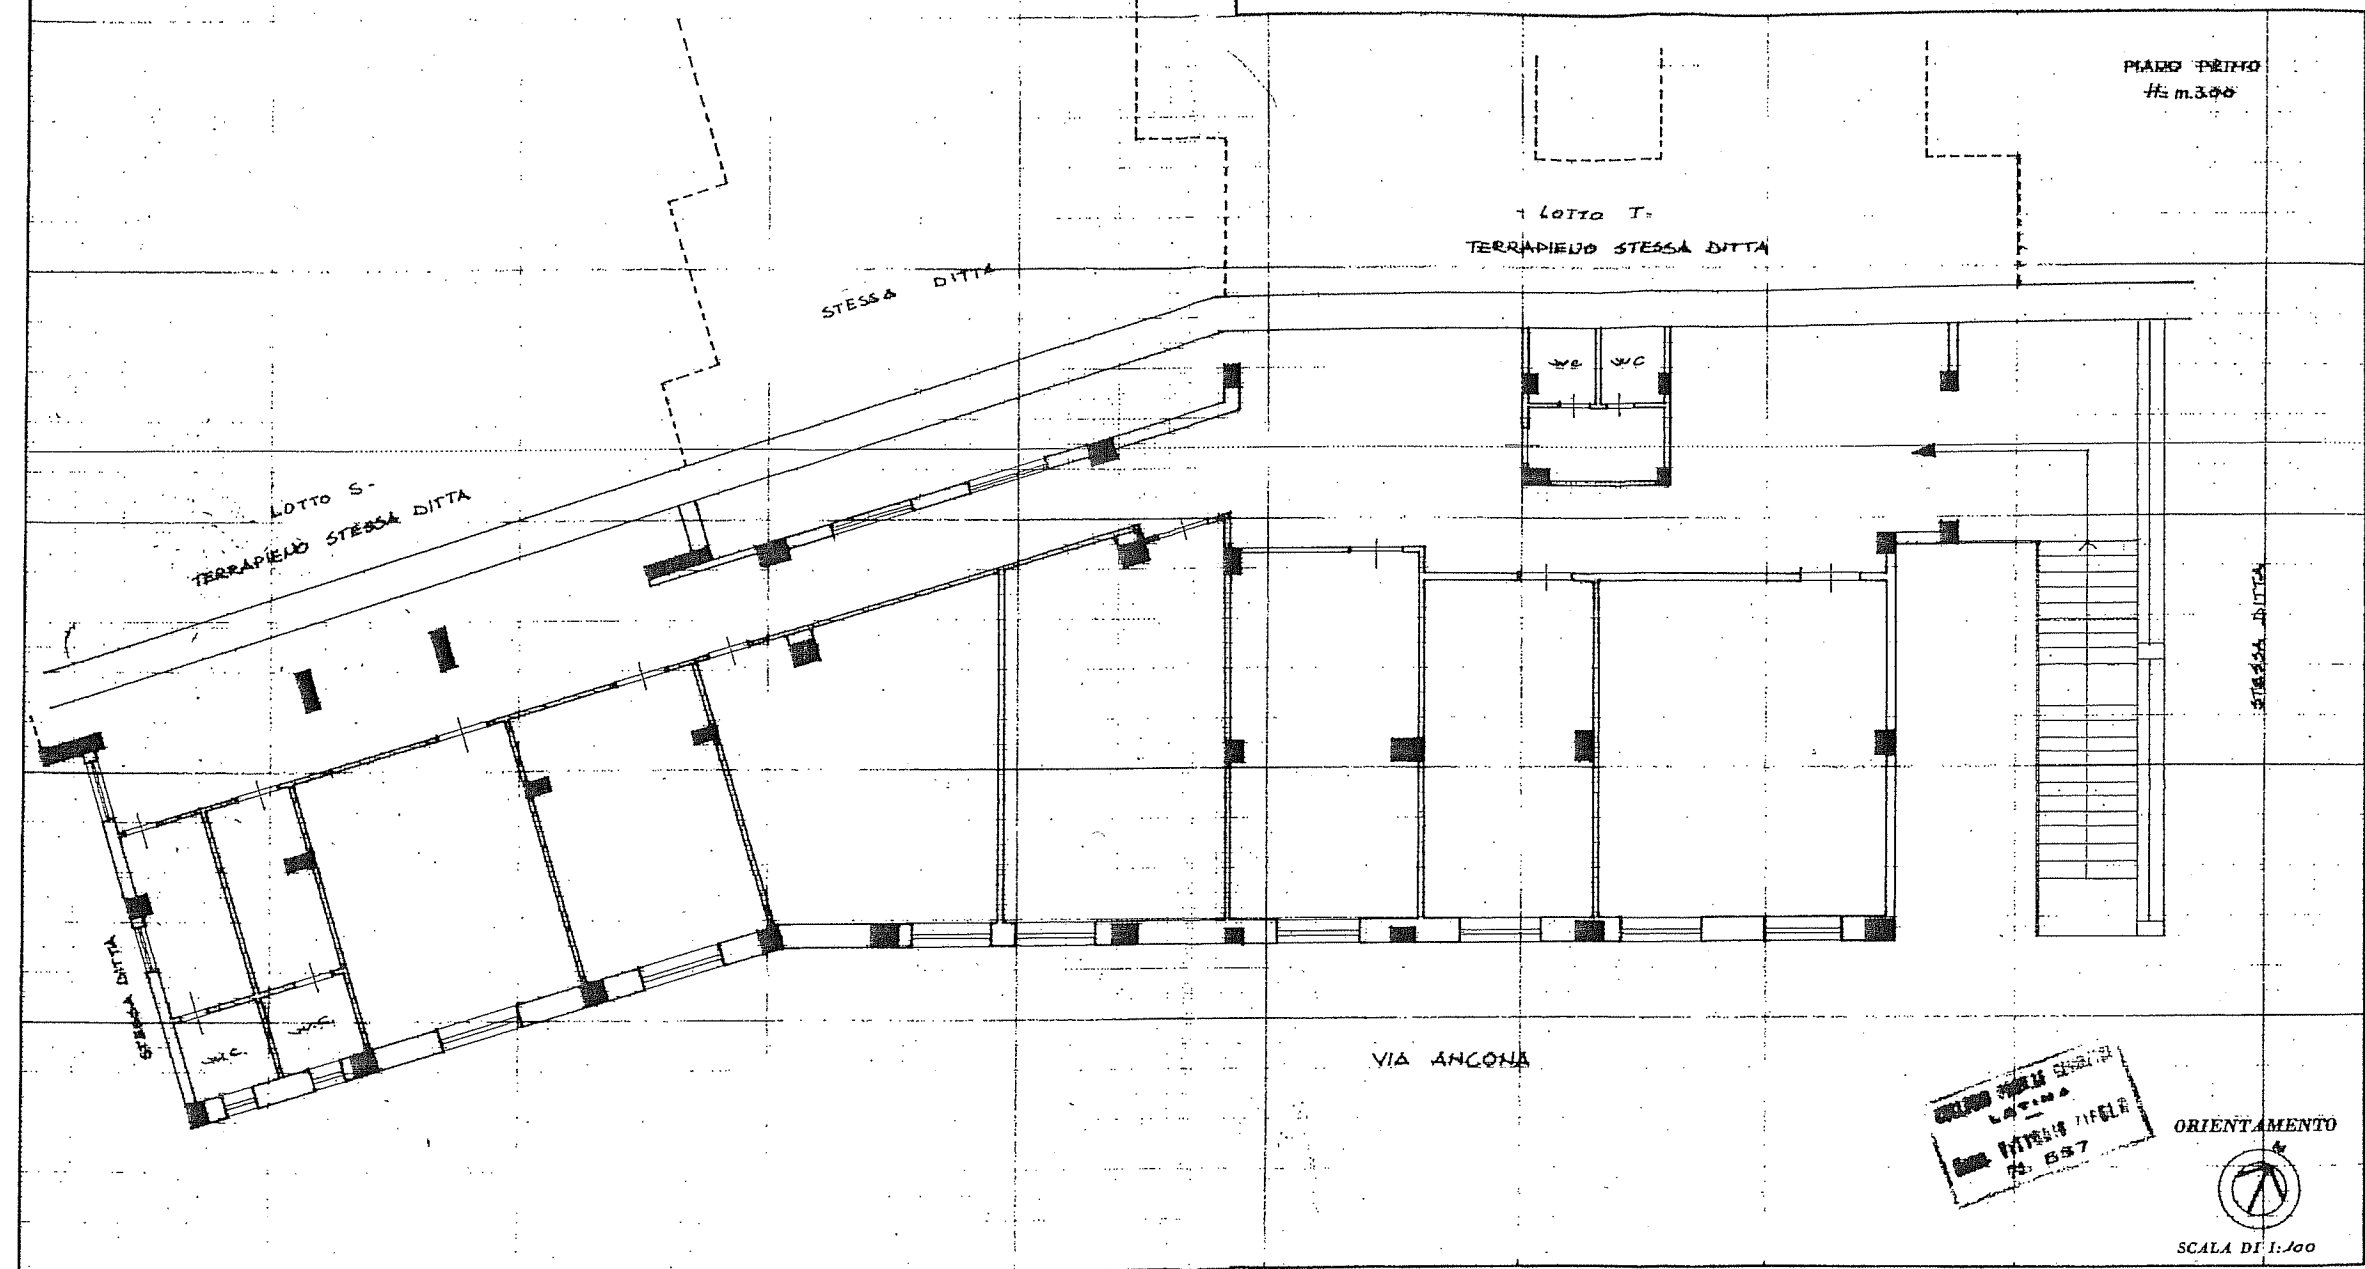 PIANO PRIMO
H= m.3.00
- LOTTO T-
TERRAPIENO STESSA DITTA
STESSA DITTA
WC
WC
LOTTO S-
TERRAPIENO STESSA DITTA
STESSA DITTA
STESSA DITTA
W.C.
W.C.
VIA ANCONA
LATINA
N. 687
ORIENTAMENTO
SCALA DI 1:100